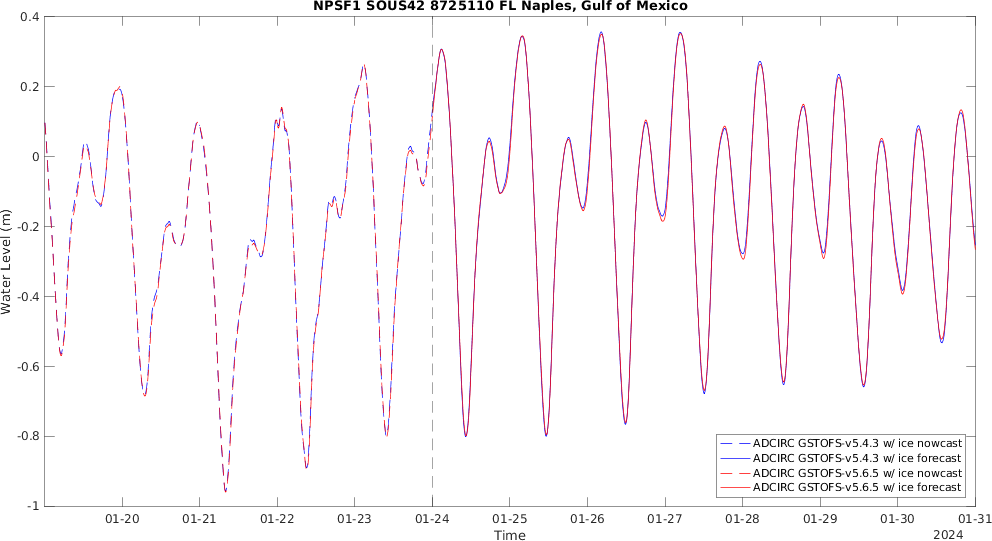 NPSF1 SOUS42 8725110 FL Naples, Gulf of Mexico
0.4
0.2
0
-0.2
-0.4
-0.6
-0.8
-1
Water Level (m)
ADCIRC GSTOFS-v5.4.3 w/ ice nowcast
ADCIRC GSTOFS-v5.4.3 w/ ice forecast
ADCIRC GSTOFS-v5.6.5 w/ ice nowcast
ADCIRC GSTOFS-v5.6.5 w/ ice forecast
01-20 01-21 01-22 01-23 01-24 01-25 01-26 01-27 01-28 01-29 01-30 01-31
Time
2024